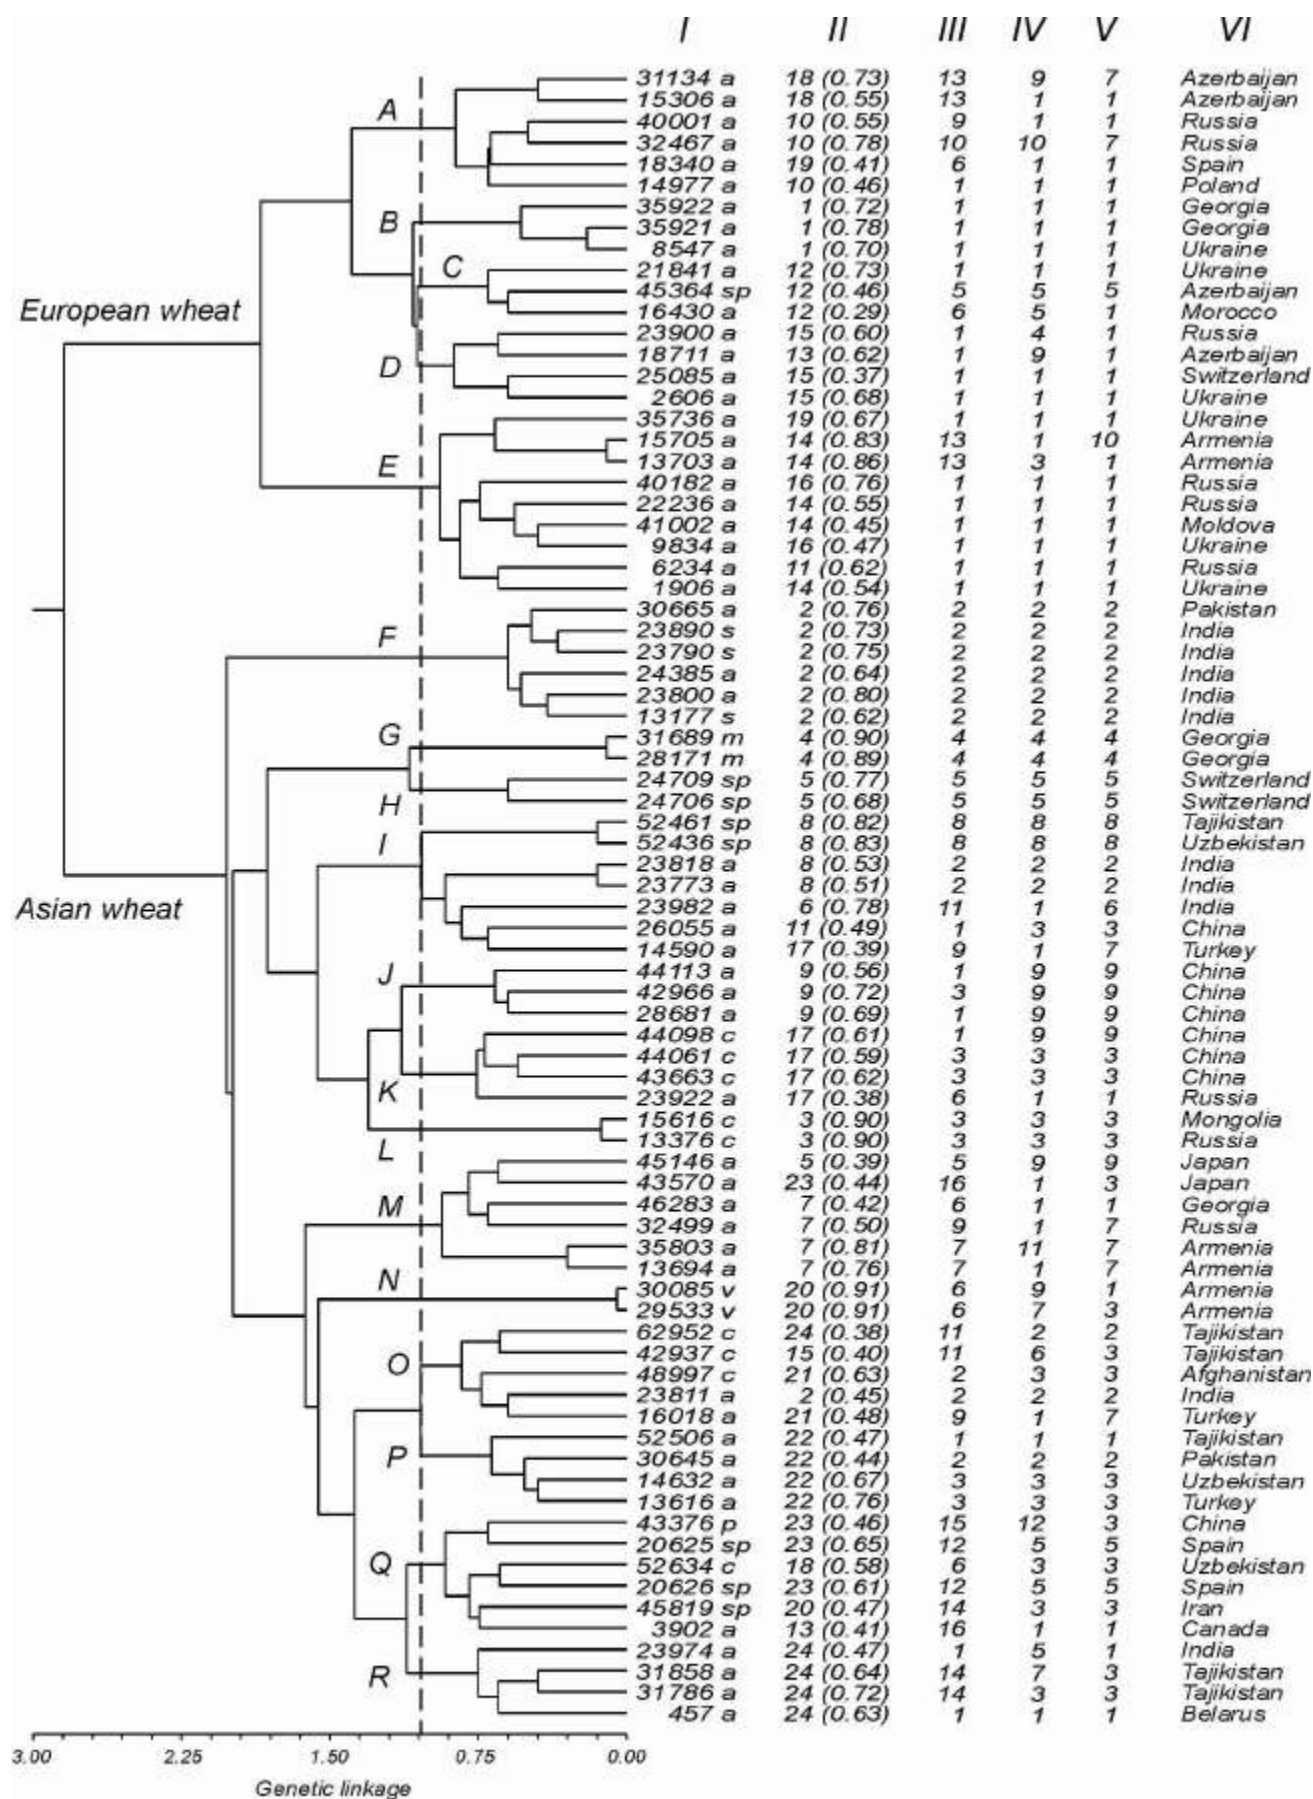 I II III IV V VI
31134 a 18 (0.73) 13 9 7 Azerbaijan
15306 a 18 (0.55) 13 1 1 Azerbaijan
A
40001 a 10 (0.55) 9 1 1 Russia
32467 a 10 (0.78) 10 10 7 Russia
18340 a 19 (0.41) 6 1 1 Spain
14977 a 10 (0.46) 1 1 1 Poland
35922 a 1 (0.72) 1 1 1 Georgia
B
35921 a 1 (0.78) 1 1 1 Georgia
8547 a 1 (0.70) 1 1 1 Ukraine
C
21841 a 12 (0.73) 1 1 1 Ukraine
45364 sp 12 (0.46) 5 5 5 Azerbaijan
European wheat
16430 a 12 (0.29) 6 5 1 Morocco
23900 a 15 (0.60) 1 4 1 Russia
18711 a 13 (0.62) 1 9 1 Azerbaijan
D
25085 a 15 (0.37) 1 1 1 Switzerland
2606 a 15 (0.68) 1 1 1 Ukraine
35736 a 19 (0.67) 1 1 1 Ukraine
15705 a 14 (0.83) 13 1 10 Armenia
13703 a 14 (0.86) 13 3 1 Armenia
E
40182 a 16 (0.76) 1 1 1 Russia
22236 a 14 (0.55) 1 1 1 Russia
41002 a 14 (0.45) 1 1 1 Moldova
9834 a 16 (0.47) 1 1 1 Ukraine
6234 a 11 (0.62) 1 1 1 Russia
1906 a 14 (0.54) 1 1 1 Ukraine
30665 a 2 (0.76) 2 2 2 Pakistan
F
23890 s 2 (0.73) 2 2 2 India
23790 s 2 (0.75) 2 2 2 India
24385 a 2 (0.64) 2 2 2 India
23800 a 2 (0.80) 2 2 2 India
13177 s 2 (0.62) 2 2 2 India
G
31689 m 4 (0.90) 4 4 4 Georgia
28171 m 4 (0.89) 4 4 4 Georgia
24709 sp 5 (0.77) 5 5 5 Switzerland
H
24706 sp 5 (0.68) 5 5 5 Switzerland
52461 sp 8 (0.82) 8 8 8 Tajikistan
I
52436 sp 8 (0.83) 8 8 8 Uzbekistan
23818 a 8 (0.53) 2 2 2 India
23773 a 8 (0.51) 2 2 2 India
Asian wheat
23982 a 6 (0.78) 11 1 6 India
26055 a 11 (0.49) 1 3 3 China
14590 a 17 (0.39) 9 1 7 Turkey
J
44113 a 9 (0.56) 1 9 9 China
42966 a 9 (0.72) 3 9 9 China
28681 a 9 (0.69) 1 9 9 China
44098 c 17 (0.61) 1 9 9 China
44061 c 17 (0.59) 3 3 3 China
43663 c 17 (0.62) 3 3 3 China
K
23922 a 17 (0.38) 6 1 1 Russia
15616 c 3 (0.90) 3 3 3 Mongolia
13376 c 3 (0.90) 3 3 3 Russia
L
45146 a 5 (0.39) 5 9 9 Japan
43570 a 23 (0.44) 16 1 3 Japan
46283 a 7 (0.42) 6 1 1 Georgia
M
32499 a 7 (0.50) 9 1 7 Russia
35803 a 7 (0.81) 7 11 7 Armenia
13694 a 7 (0.76) 7 1 7 Armenia
N
30085 v 20 (0.91) 6 9 1 Armenia
29533 v 20 (0.91) 6 7 3 Armenia
62952 c 24 (0.38) 11 2 2 Tajikistan
42937 c 15 (0.40) 11 6 3 Tajikistan
O
48997 c 21 (0.63) 2 3 3 Afghanistan
23811 a 2 (0.45) 2 2 2 India
16018 a 21 (0.48) 9 1 7 Turkey
52506 a 22 (0.47) 1 1 1 Tajikistan
P
30645 a 22 (0.44) 2 2 2 Pakistan
14632 a 22 (0.67) 3 3 3 Uzbekistan
13616 a 22 (0.76) 3 3 3 Turkey
43376 p 23 (0.46) 15 12 3 China
20625 sp 23 (0.65) 12 5 5 Spain
Q
52634 c 18 (0.58) 6 3 3 Uzbekistan
20626 sp 23 (0.61) 12 5 5 Spain
45819 sp 20 (0.47) 14 3 3 Iran
3902 a 13 (0.41) 16 1 1 Canada
23974 a 24 (0.47) 1 5 1 India
R
31858 a 24 (0.64) 14 7 3 Tajikistan
31786 a 24 (0.72) 14 3 3 Tajikistan
457 a 24 (0.63) 1 1 1 Belarus
3.00 2.25 1.50 0.75 0.00
Genetic linkage